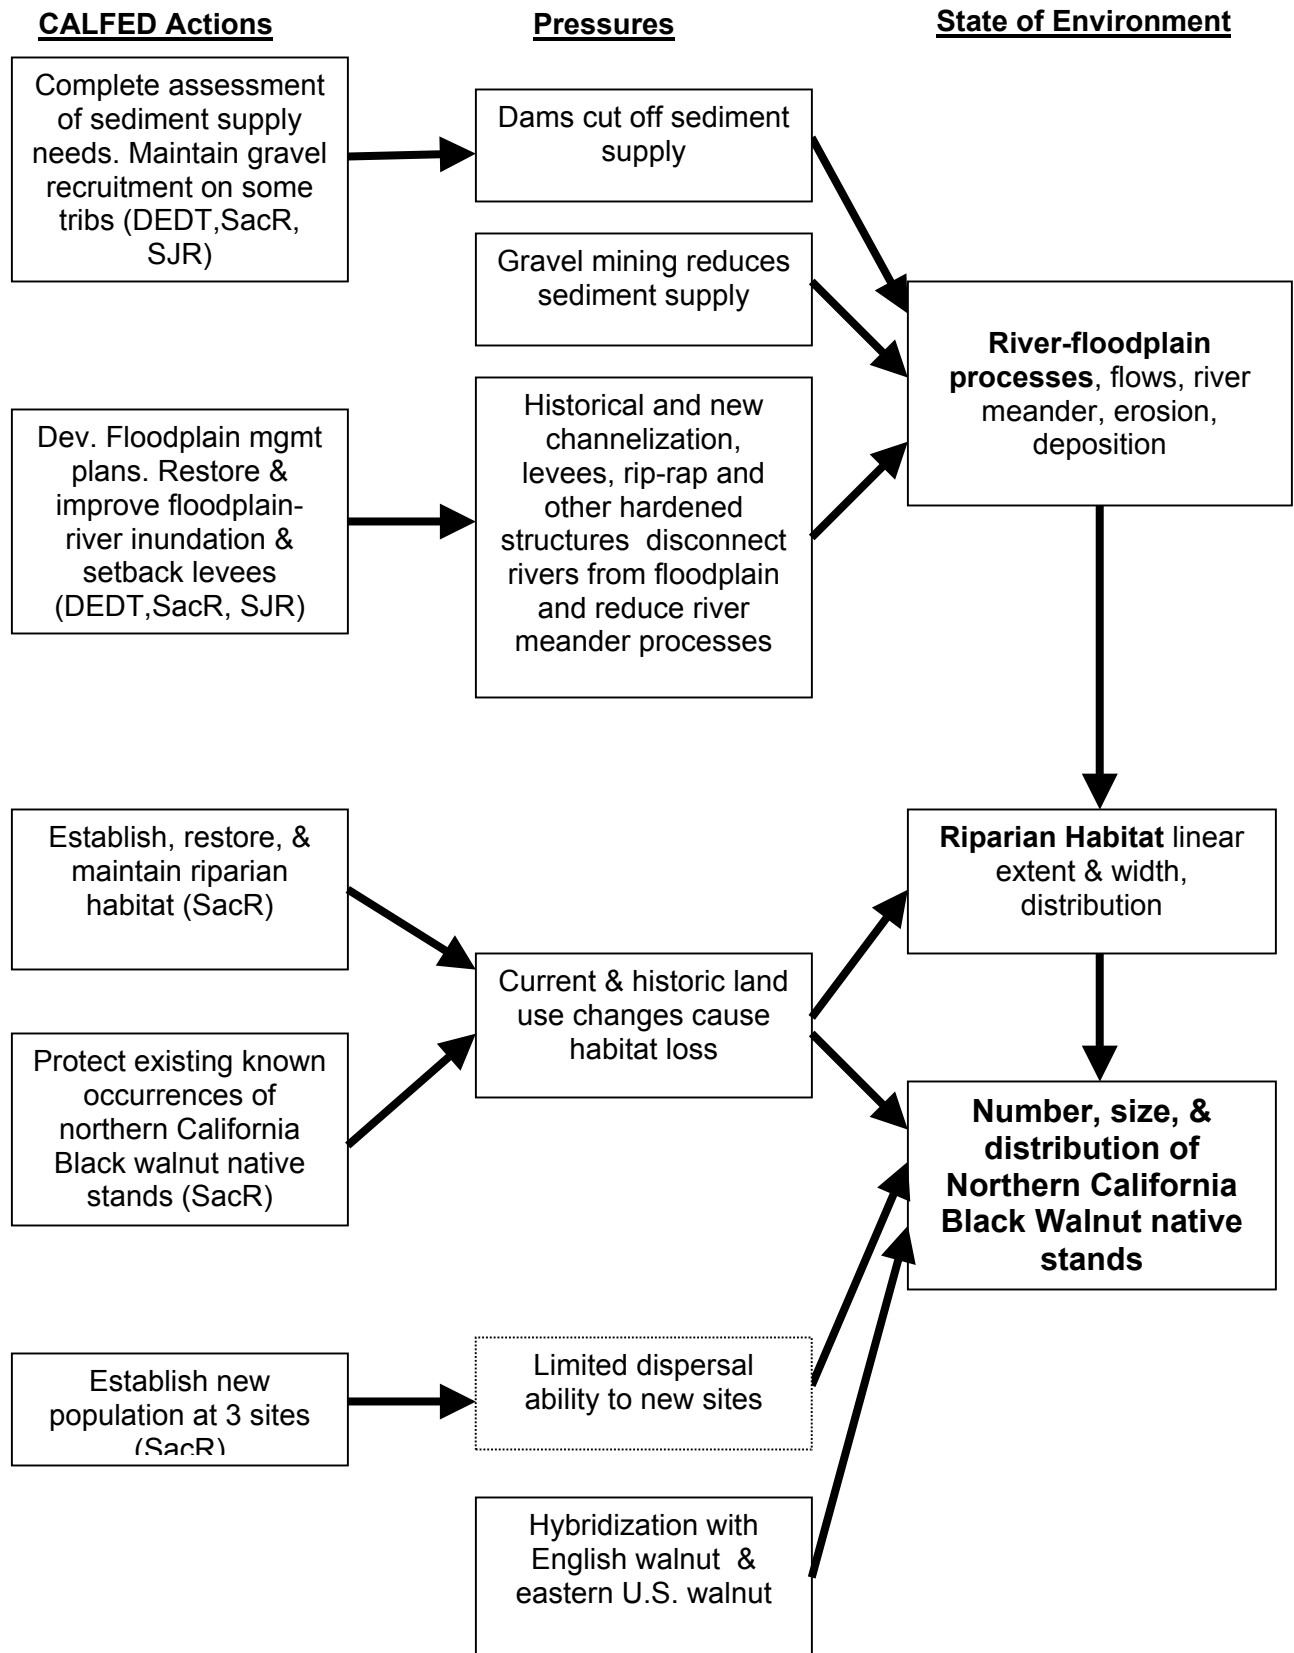 CALFED Actions
Pressures
State of Environment
Complete assessment
of sediment supply
needs. Maintain gravel
recruitment on some
tribs (DEDT,SacR,
SJR)
Dams cut off sediment
supply
Gravel mining reduces
sediment supply
River-floodplain
processes, flows, river
meander, erosion,
deposition
Dev. Floodplain mgmt
plans. Restore &
improve floodplain-
river inundation &
setback levees
(DEDT,SacR, SJR)
Historical and new
channelization,
levees, rip-rap and
other hardened
structures  disconnect
rivers from floodplain
and reduce river
meander processes
Establish, restore, &
maintain riparian
habitat (SacR)
Riparian Habitat linear
extent & width,
distribution
Current & historic land
use changes cause
habitat loss
Protect existing known
occurrences of
northern California
Black walnut native
stands (SacR)
Number, size, &
distribution of
Northern California
Black Walnut native
stands
Establish new
population at 3 sites
(SacR)
Limited dispersal
ability to new sites
Hybridization with
English walnut  &
eastern U.S. walnut